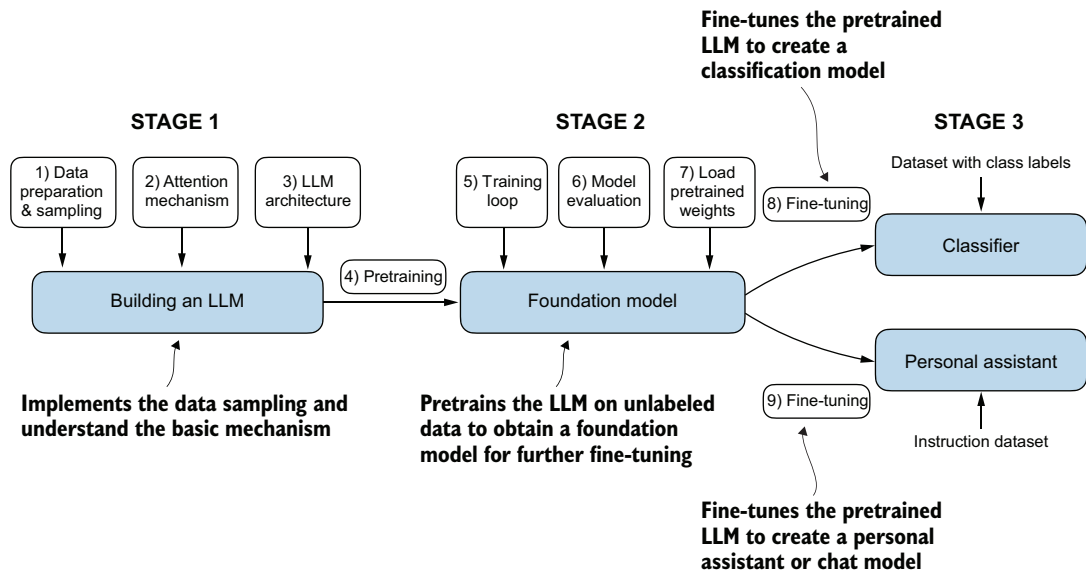 Fine-tunes the pretrained
LLM to create a
classification model
STAGE 1
STAGE 2
STAGE 3
1) Data
preparation
& sampling
2) Attention
mechanism
3) LLM
architecture
4) Pretraining
5) Training
loop
6) Model
evaluation
7) Load
pretrained
weights
8) Fine-tuning
Dataset with class labels
Building an LLM
Foundation model
Classifier
Personal assistant
Implements the data sampling and
understand the basic mechanism
Pretrains the LLM on unlabeled
data to obtain a foundation
model for further fine-tuning
9) Fine-tuning
Instruction dataset
Fine-tunes the pretrained
LLM to create a personal
assistant or chat model